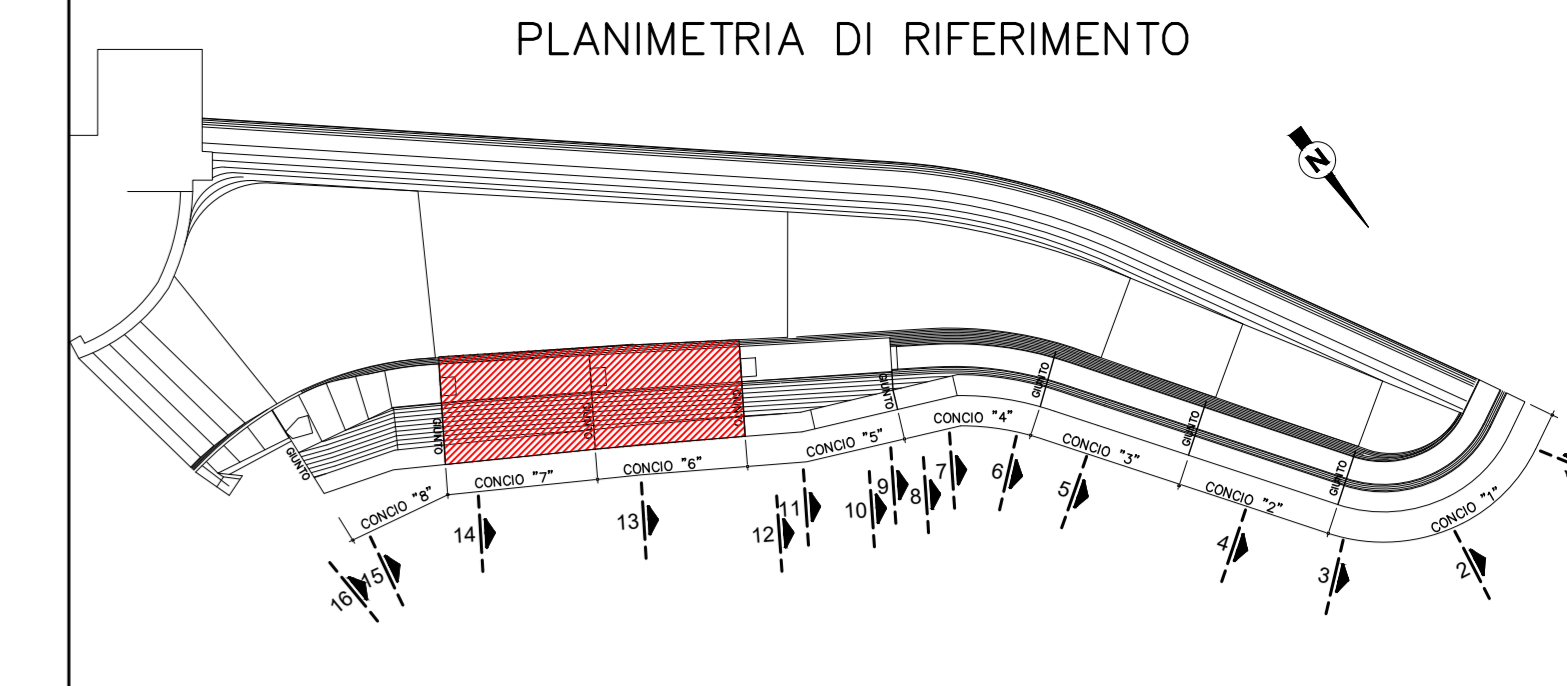 PLANIMETRIA DI RIFERIMENTO
N
GIUNTO
GIUNTO
GIUNTO
GIUNTO
GIUNTO
GIUNTO
GIUNTO
GIUNTO
CONCIO "8"
CONCIO "7"
CONCIO "6"
CONCIO "5"
CONCIO "4"
CONCIO "3"
CONCIO "2"
CONCIO "1"
16
15
14
13
12
11
10
9
8
7
6
5
4
3
2